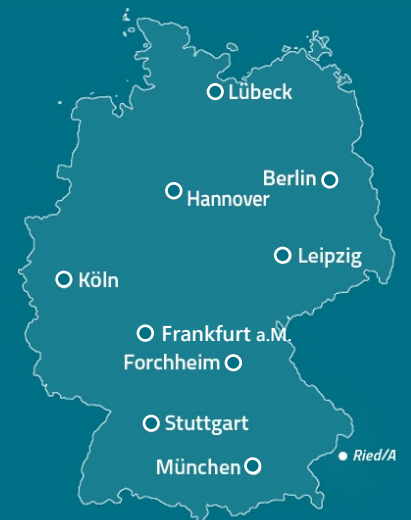 Lübeck
Berlin
Hannover
Leipzig
Köln
Frankfurt a.M.
Forchheim
Stuttgart
Ried/A
München